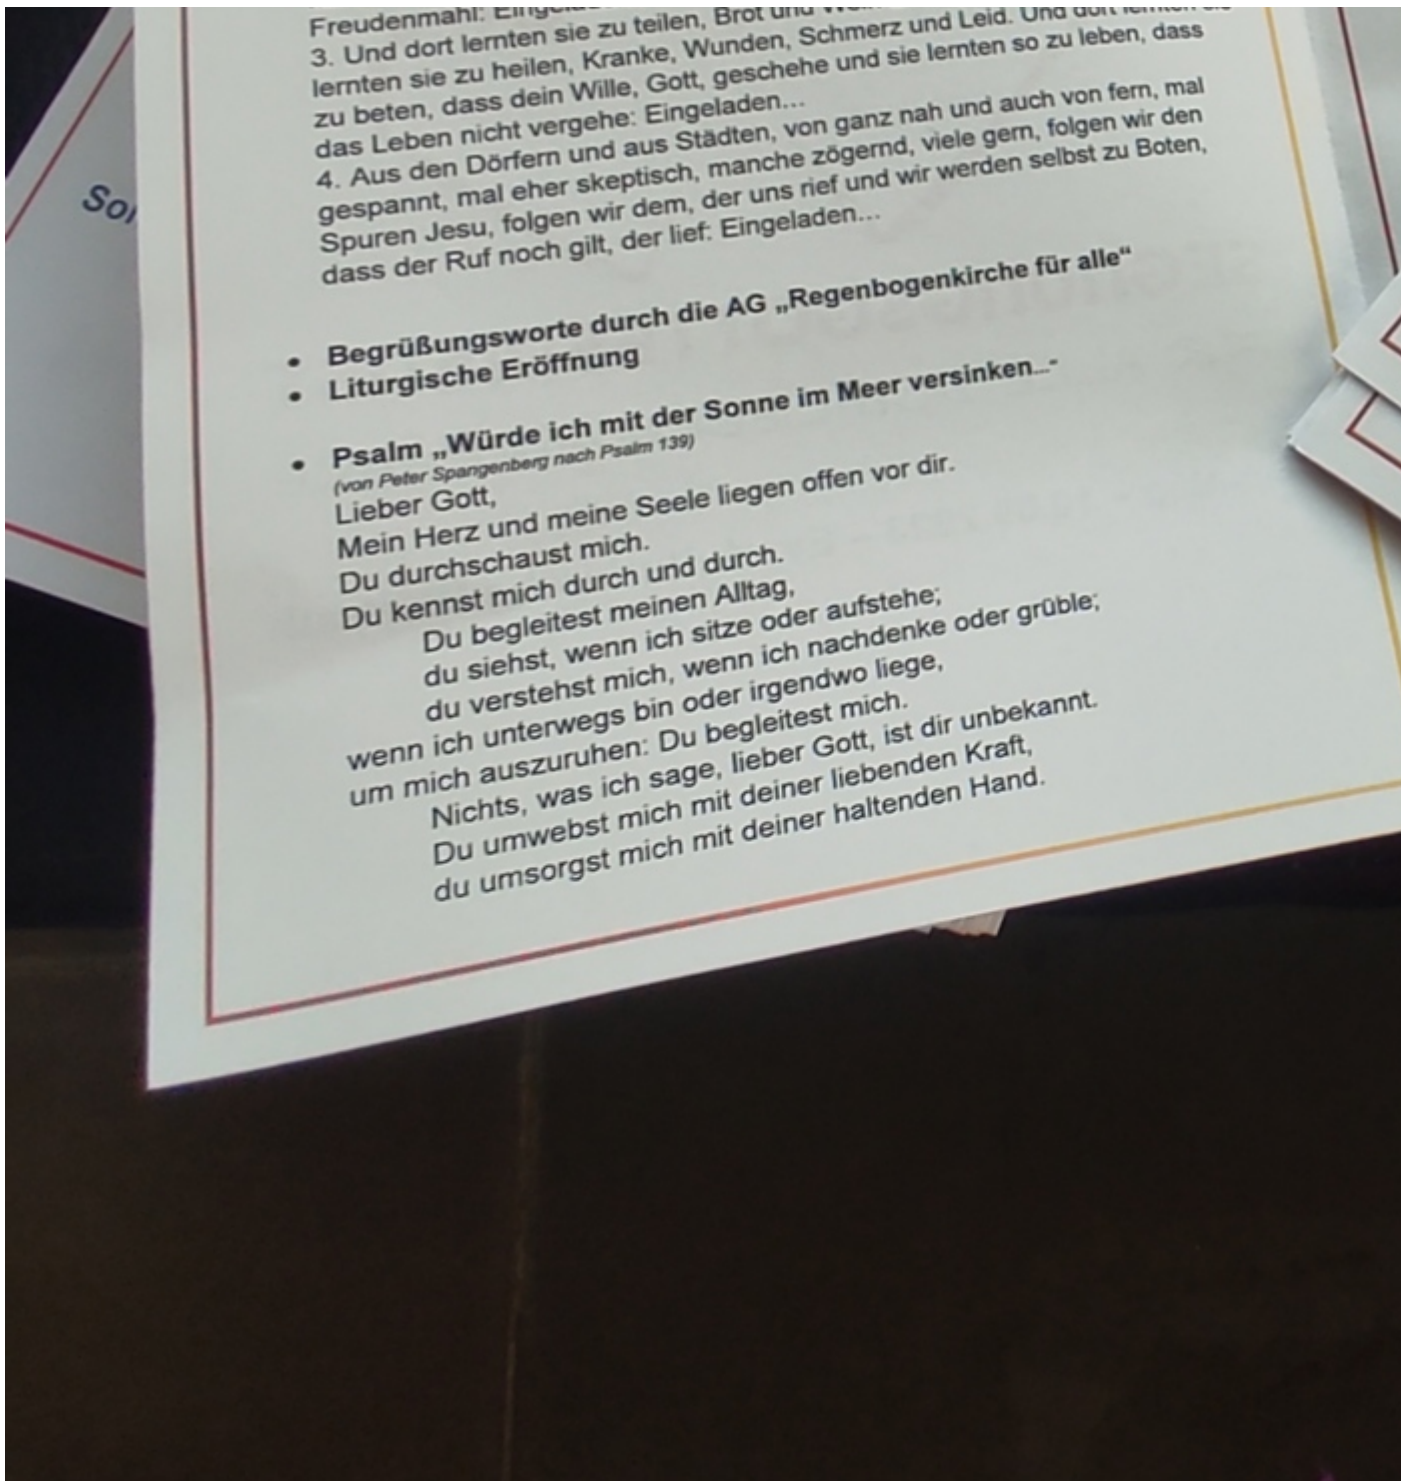 Freudenmahl:
3. Und dort lernten sie zu teilen, Brot und
lernten sie zu heilen, Kranke, Wunden, Schmerz und Leid. Und dort lernten sie
zu beten, dass dein Wille, Gott, geschehe und sie lernten so zu leben, dass
das Leben nicht vergehe: Eingeladen...
4. Aus den Dörfern und aus Städten, von ganz nah und auch von fern, mal
gespannt, mal eher skeptisch, manche zögernd, viele gern, folgen wir den
Spuren Jesu, folgen wir dem, der uns rief und wir werden selbst zu Boten,
dass der Ruf noch gilt, der lief: Eingeladen...
• Begrüßungsworte durch die AG „Regenbogenkirche für alle“
• Liturgische Eröffnung
• Psalm „Würde ich mit der Sonne im Meer versinken...-
(von Peter Spangenberg nach Psalm 139)
Lieber Gott,
Mein Herz und meine Seele liegen offen vor dir.
Du durchschaust mich.
Du kennst mich durch und durch.
Du begleitest meinen Alltag,
du siehst, wenn ich sitze oder aufstehe;
du verstehst mich, wenn ich nachdenke oder grüble;
wenn ich unterwegs bin oder irgendwo liege,
um mich auszuruhen: Du begleitest mich.
Nichts, was ich sage, lieber Gott, ist dir unbekannt.
Du umwebst mich mit deiner liebenden Kraft,
du umsorgst mich mit deiner haltenden Hand.